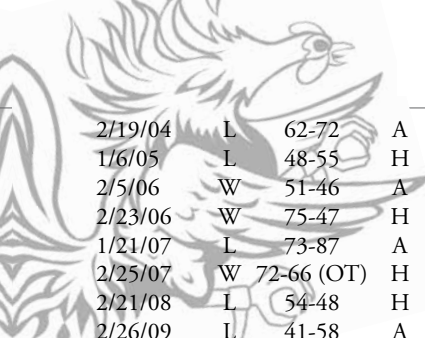 2/19/04 L 62-72 A
1/6/05 L 48-55 H
2/5/06 W 51-46 A
2/23/06 W 75-47 H
1/21/07 L 73-87 A
2/25/07 W 72-66 (OT) H
2/21/08 L 54-48 H
2/26/09 L 41-58 A